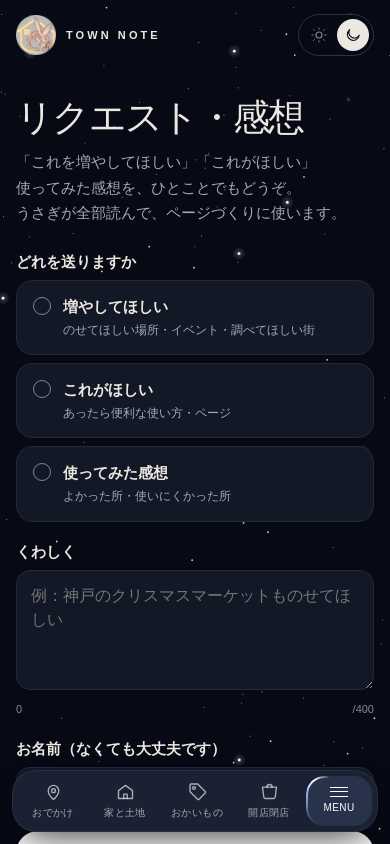 TOWN NOTE
リクエスト・感想
「これを増やしてほしい」「これがほしい」
使ってみた感想を、ひとことでもどうぞ。
うさぎが全部読んで、ページづくりに使います。
どれを送りますか
増やしてほしい
のせてほしい場所・イベント・調べてほしい街
これがほしい
あったら便利な使い方・ページ
使ってみた感想
よかった所・使いにくかった所
くわしく
例：神戸のクリスマスマーケットものせてほ
しい
0 /400
お名前（なくても大丈夫です）
おでかけ 家と土地 おかいもの 開店閉店 MENU